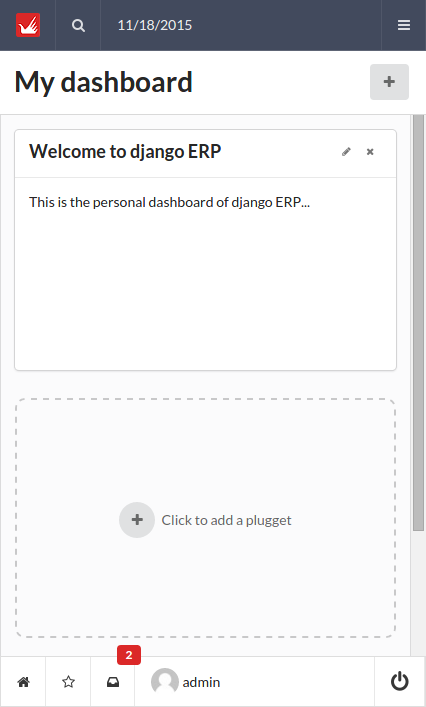 11/18/2015
My dashboard
Welcome to django ERP
This is the personal dashboard of django ERP...
Click to add a plugget
2
admin